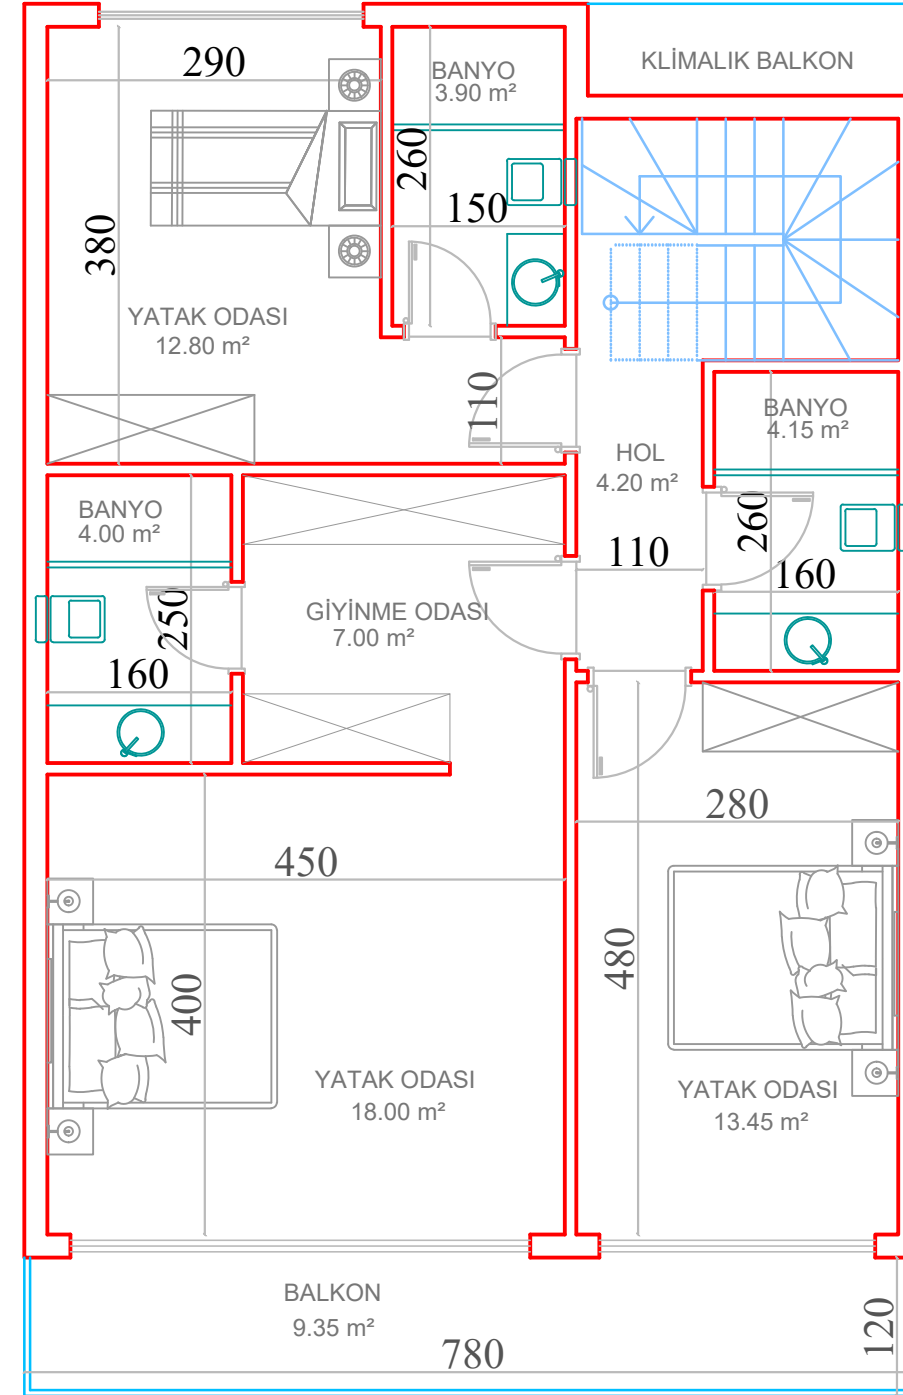 290
BANYO
3.90 m²
KLİMALIK BALKON
260
150
380
YATAK ODASI
12.80 m²
110
BANYO
4.15 m²
HOL
4.20 m²
BANYO
4.00 m²
260
110
160
250
GİYİNME ODASI
7.00 m²
160
280
450
480
400
YATAK ODASI
18.00 m²
YATAK ODASI
13.45 m²
BALKON
9.35 m²
120
780